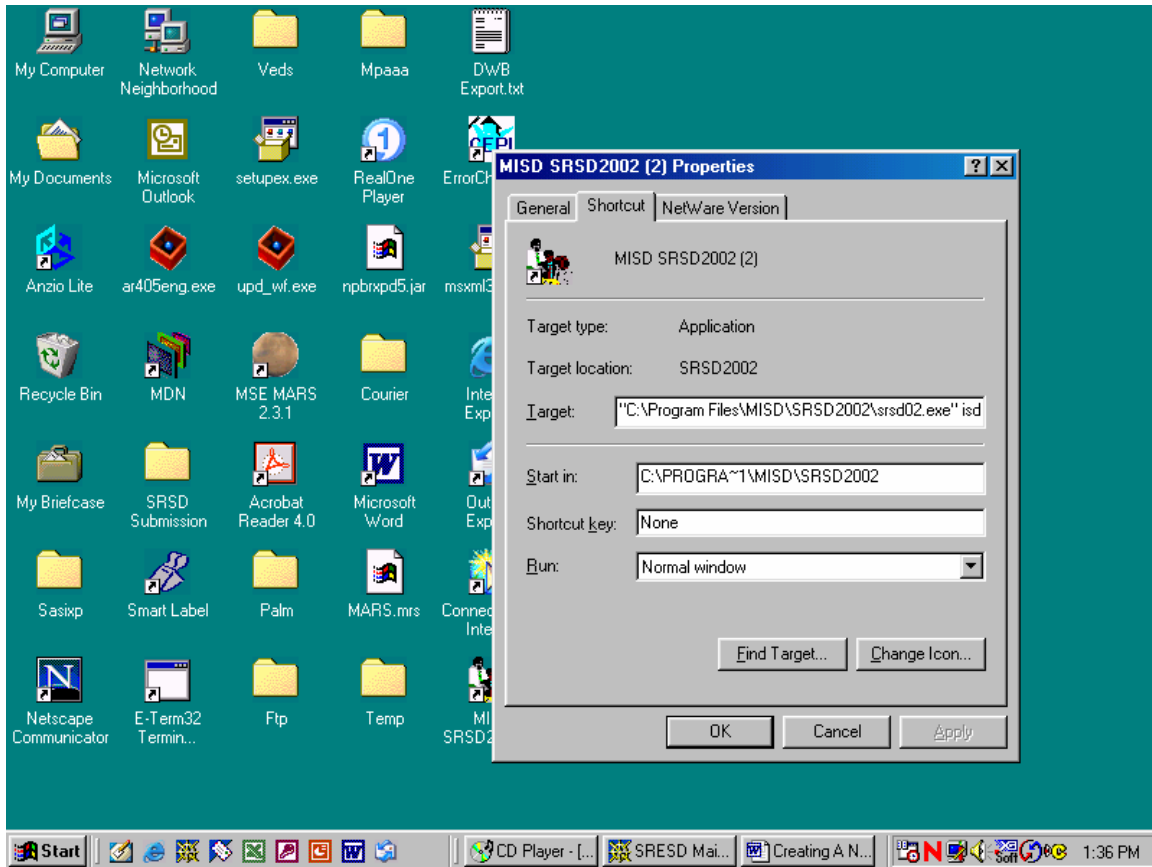 My Computer
Network
Neighborhood
Veds
Mpaaa
DWB
Export.txt
My Documents
Microsoft
Outlook
setupex.exe
RealOne
Player
CEPI
ErrorCh
Anzio Lite
ar405eng.exe
upd_wf.exe
npbrxpd5.jar
msxml3
Recycle Bin
MDN
MSE MARS
2.3.1
Courier
Inte
Exp
My Briefcase
SRSD
Submission
Acrobat
Reader 4.0
Microsoft
Word
Out
Exp
Sasixp
Smart Label
Palm
MARS.mrs
Connec
Inte
Netscape
Communicator
E-Term32
Termin...
Ftp
Temp
MI
SRSD2
MISD SRSD2002 (2) Properties
General
Shortcut
NetWare Version
MISD SRSD2002 (2)
Target type: Application
Target location: SRSD2002
Target: "C:\Program Files\MISD\SRSD2002\srsd02.exe" isd
Start in: C:\PROGRA~1\MISD\SRSD2002
Shortcut key: None
Run: Normal window
Find Target...
Change Icon...
OK
Cancel
Apply
Start
CD Player - [...
SRESD Mai...
Creating A N...
1:36 PM